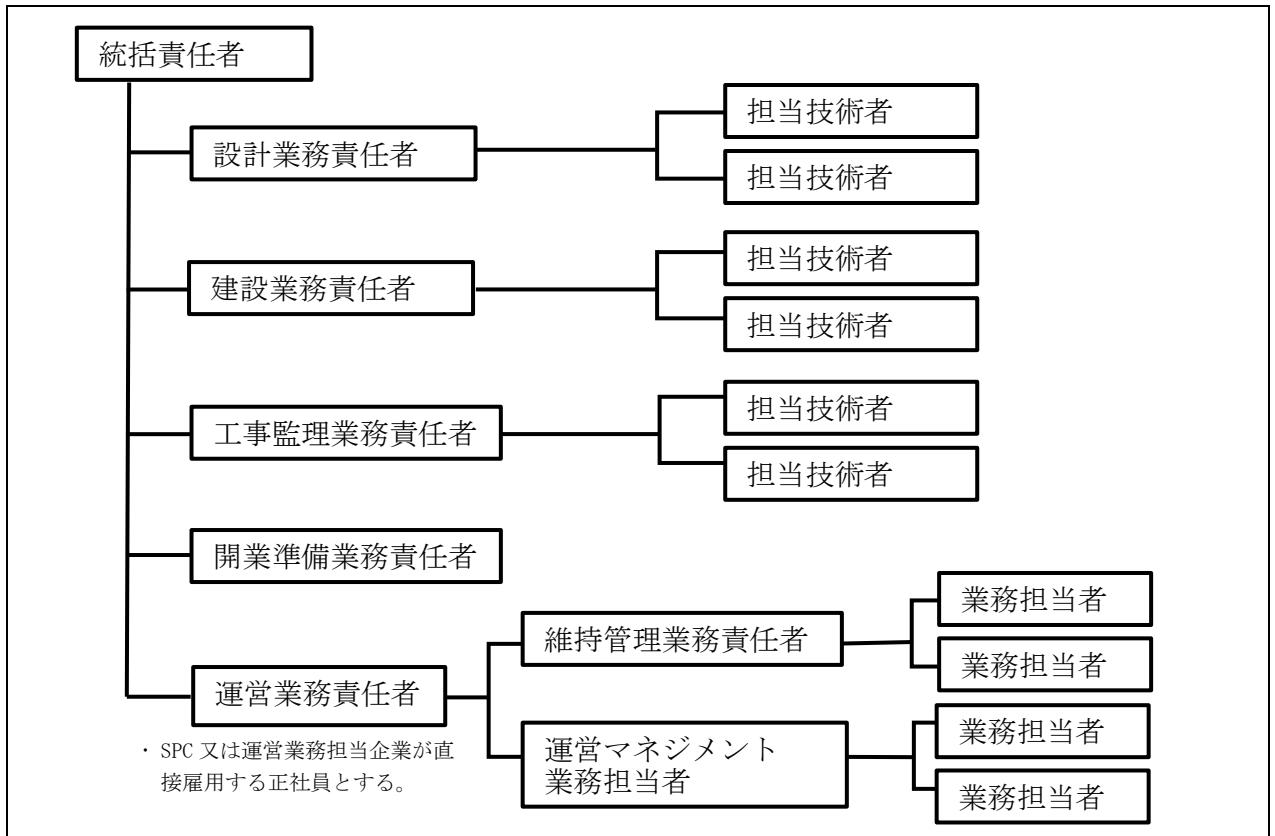 統括責任者
設計業務責任者
担当技術者
担当技術者
建設業務責任者
担当技術者
担当技術者
工事監理業務責任者
担当技術者
担当技術者
開業準備業務責任者
運営業務責任者
・SPC 又は運営業務担当企業が直
接雇用する正社員とする。
維持管理業務責任者
業務担当者
業務担当者
運営マネジメント
業務担当者
業務担当者
業務担当者